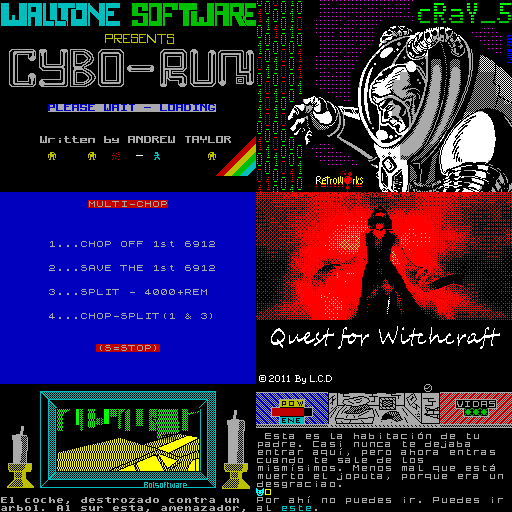 WALLTONE SOFTWARE
PRESENTS
CYBO-RUN
PLEASE WAIT - LOADING
Written by ANDREW TAYLOR
cRaY_5
RetroWorks
MULTI-CHOP
1...CHOP OFF 1st 6912
2...SAVE THE 1st 6912
3...SPLIT - 4000+REM
4...CHOP-SPLIT(1 & 3)
(S=STOP)
Quest for Witchcraft
© 2011 By L.C.D
Bolsoftware
El coche, destrozado contra un
arbol. Al sur esta, amenazador,
POW
ENE
VIDAS
Esta es la habitación de tu
padre. Casi nunca te dejaba
entrar aquí, pero ahora entras
cuando te sale de los
mismísimos. Menos mal que está
muerto el joputa, porque era un
desgraciao.
Por ahí no puedes ir. Puedes ir
al este.